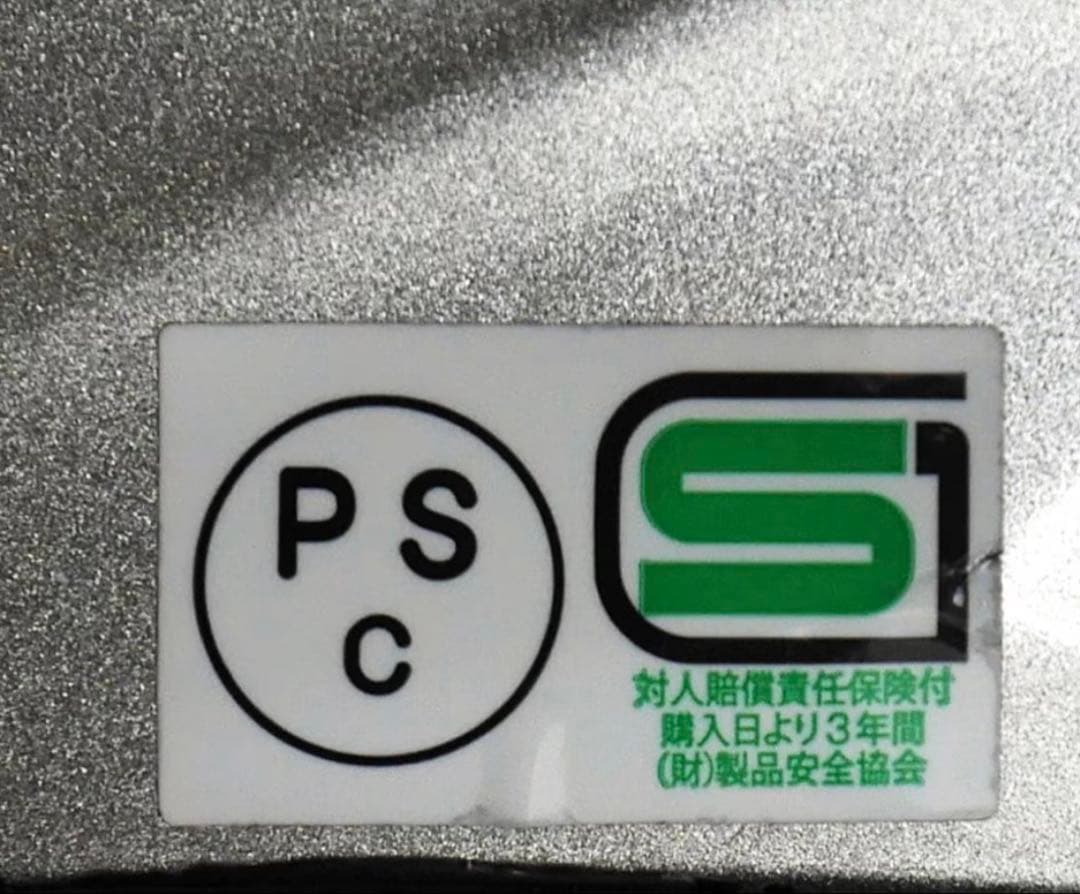 P S
C
SG
対人賠償責任保険付
購入日より3年間
(財)製品安全協会